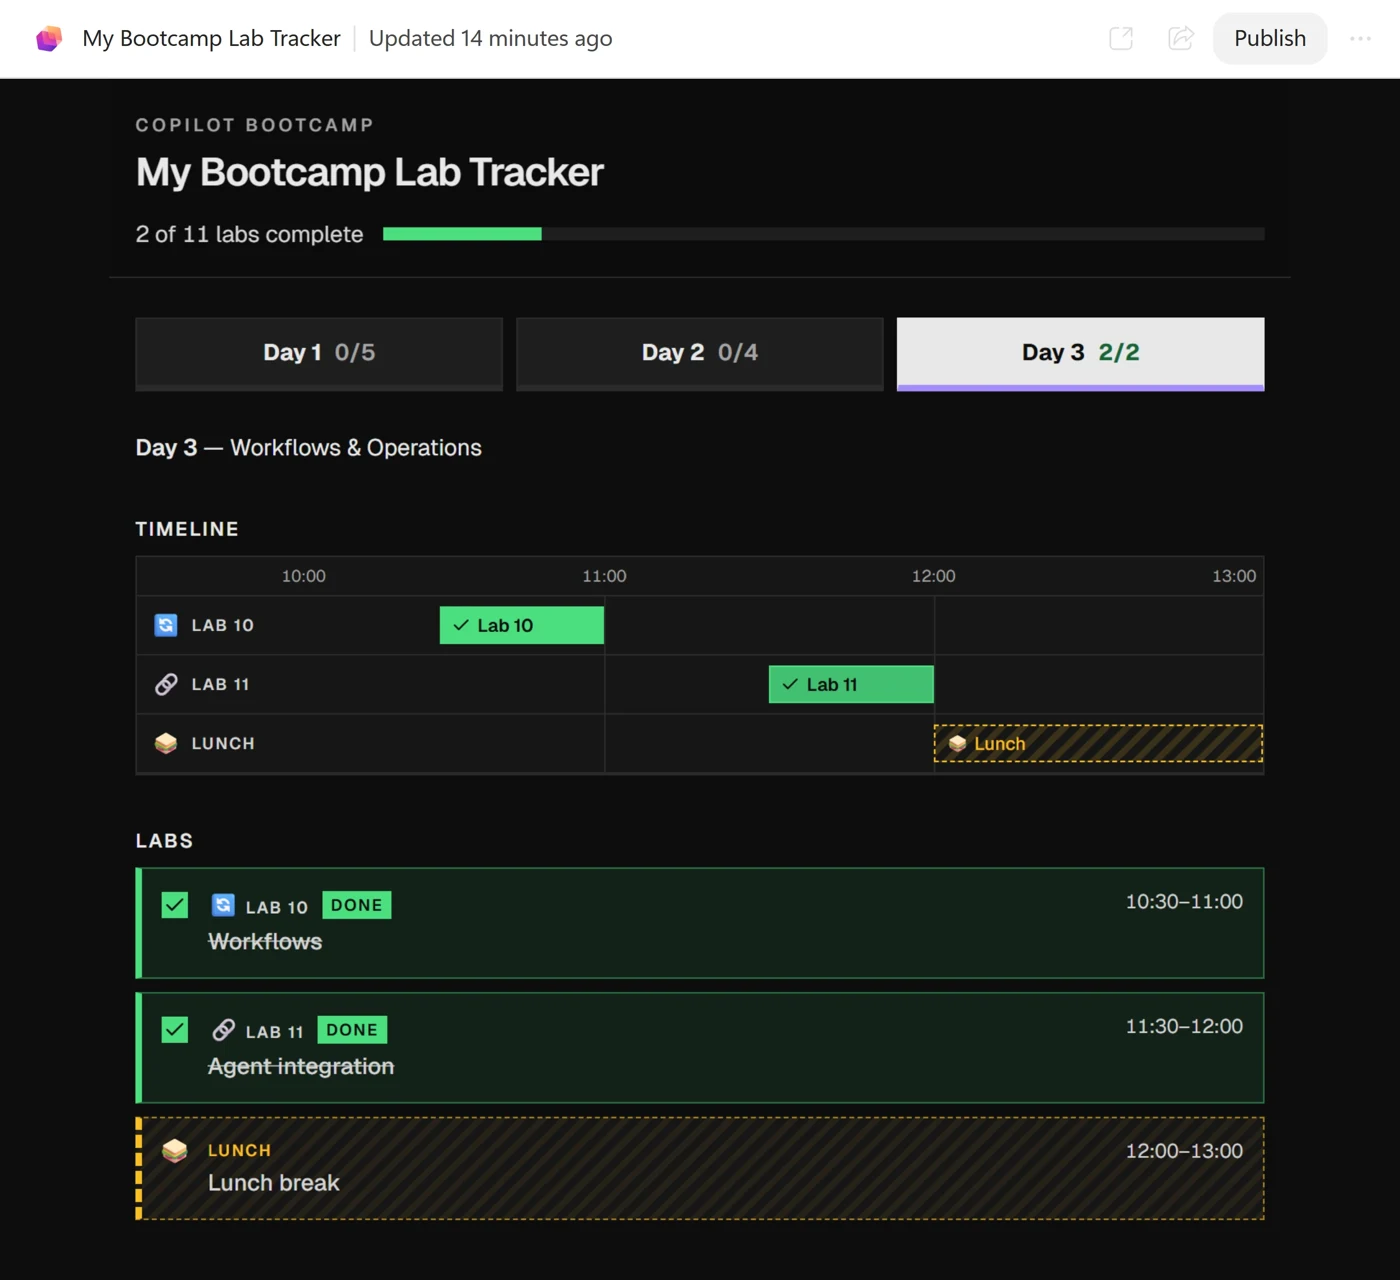 My Bootcamp Lab Tracker | Updated 14 minutes ago
Publish
COPILOT BOOTCAMP
My Bootcamp Lab Tracker
2 of 11 labs complete
Day 1 0/5
Day 2 0/4
Day 3 2/2
Day 3 — Workflows & Operations
TIMELINE
10:00 11:00 12:00 13:00
LAB 10 Lab 10
LAB 11 Lab 11
LUNCH Lunch
LABS
LAB 10 DONE 10:30–11:00
Workflows
LAB 11 DONE 11:30–12:00
Agent integration
LUNCH 12:00–13:00
Lunch break